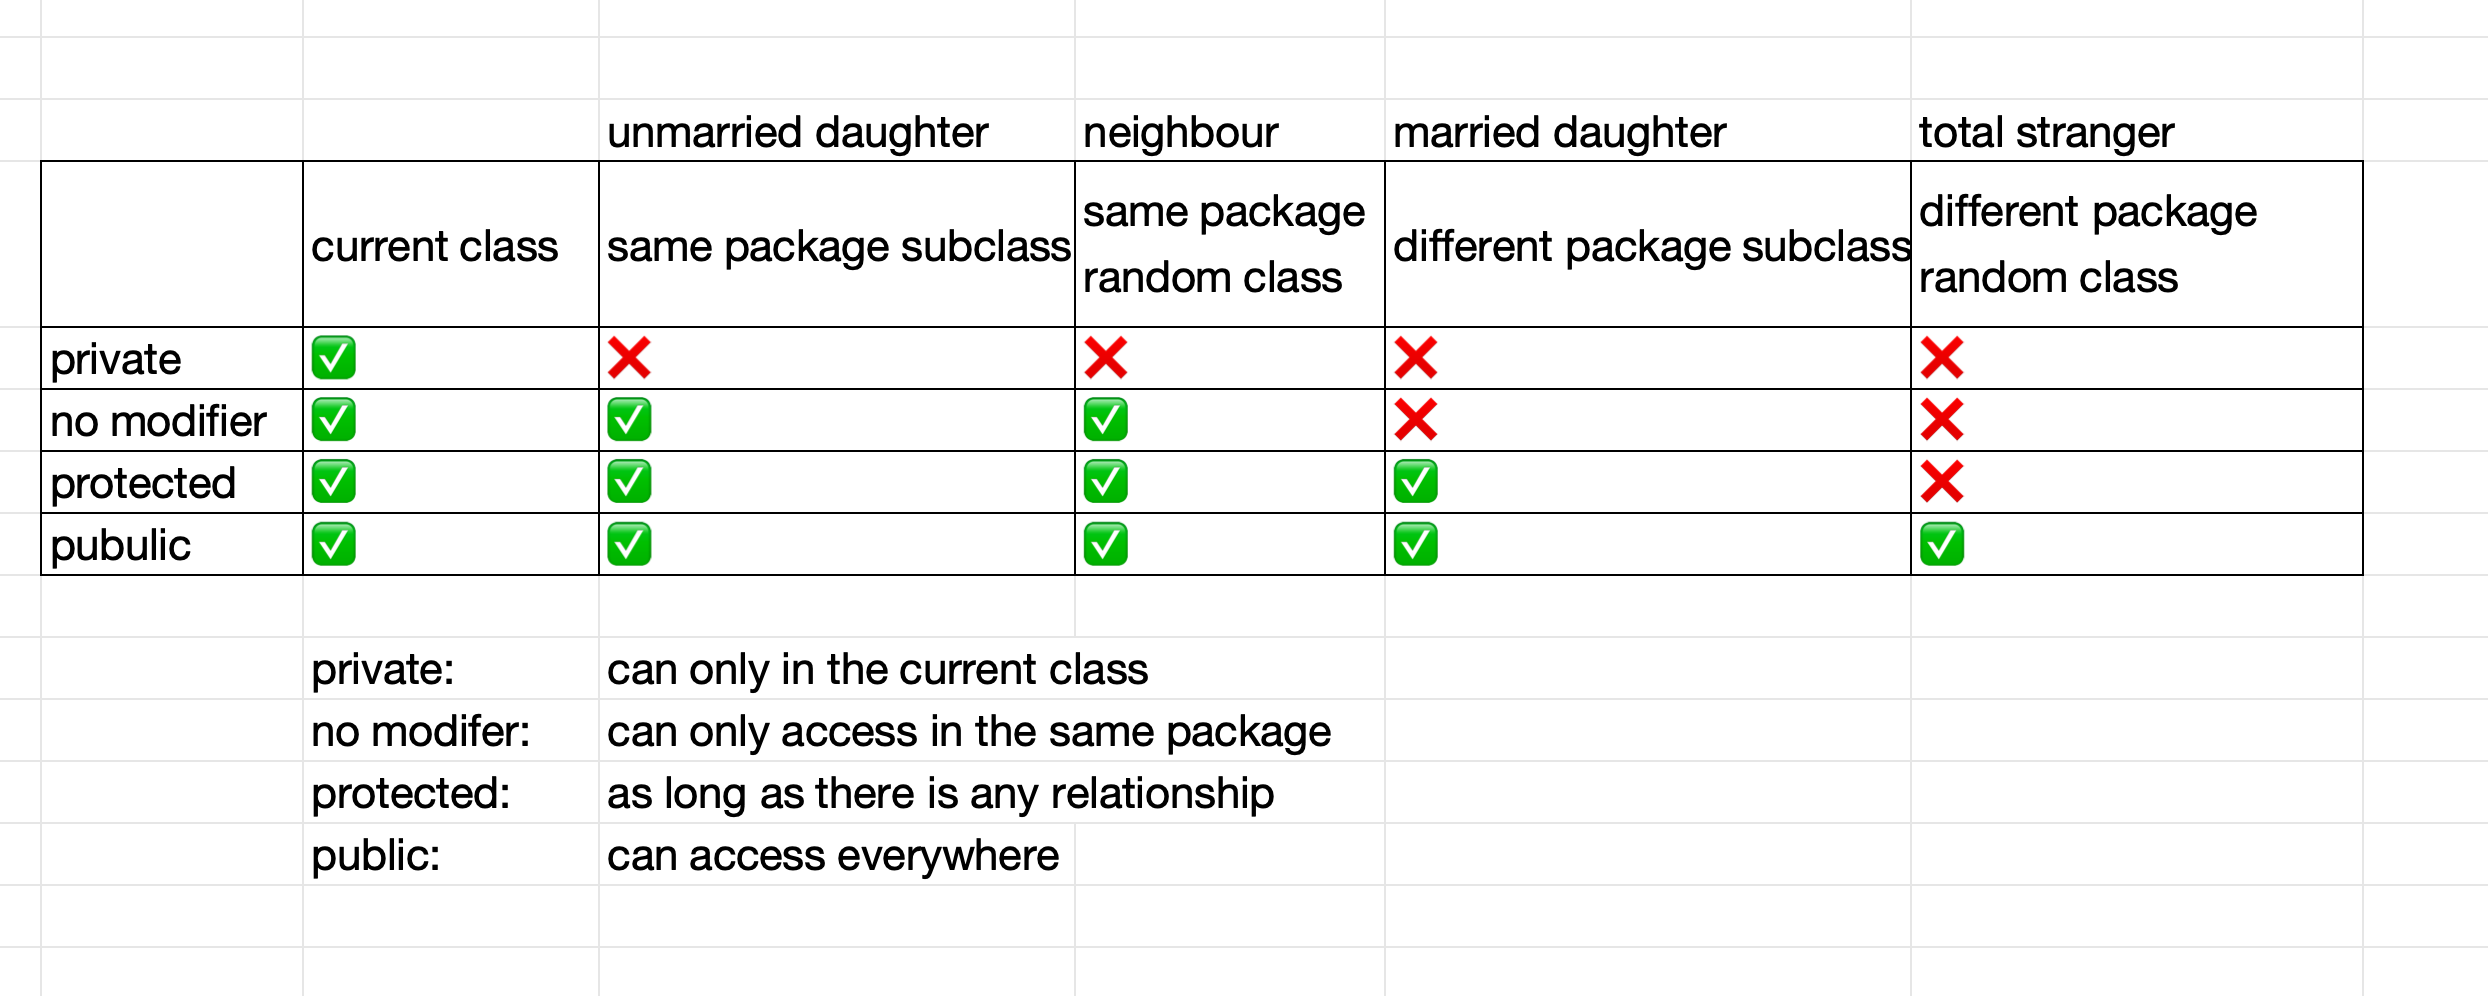 unmarried daughter neighbour married daughter total stranger
current class same package subclass same package random class different package subclass different package random class
private ✅ ❌ ❌ ❌ ❌
no modifier ✅ ✅ ✅ ❌ ❌
protected ✅ ✅ ✅ ✅ ❌
pubulic ✅ ✅ ✅ ✅ ✅
private: can only in the current class
no modifer: can only access in the same package
protected: as long as there is any relationship
public: can access everywhere